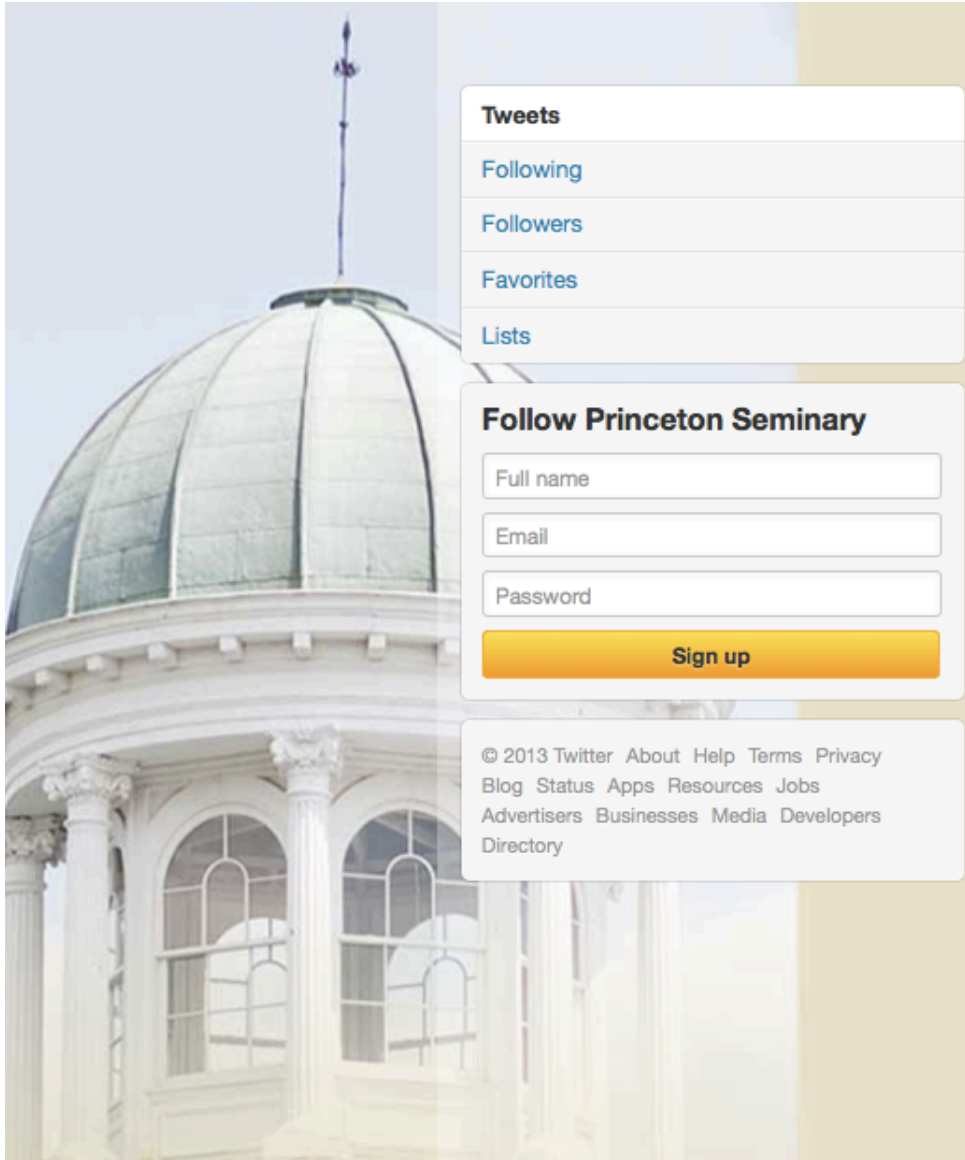 Tweets
Following
Followers
Favorites
Lists
Follow Princeton Seminary
Full name
Email
Password
Sign up
© 2013 Twitter About Help Terms Privacy
Blog Status Apps Resources Jobs
Advertisers Businesses Media Developers
Directory